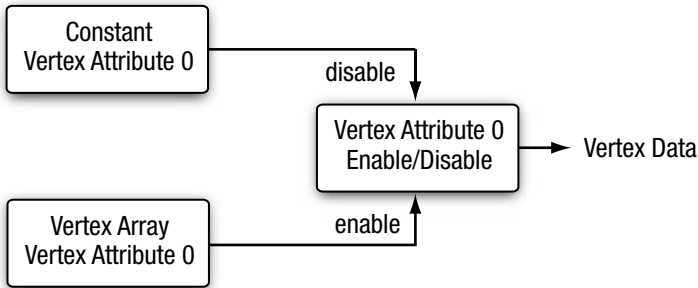 Constant
Vertex Attribute 0
disable
Vertex Attribute 0
Enable/Disable
Vertex Data
Vertex Array
Vertex Attribute 0
enable